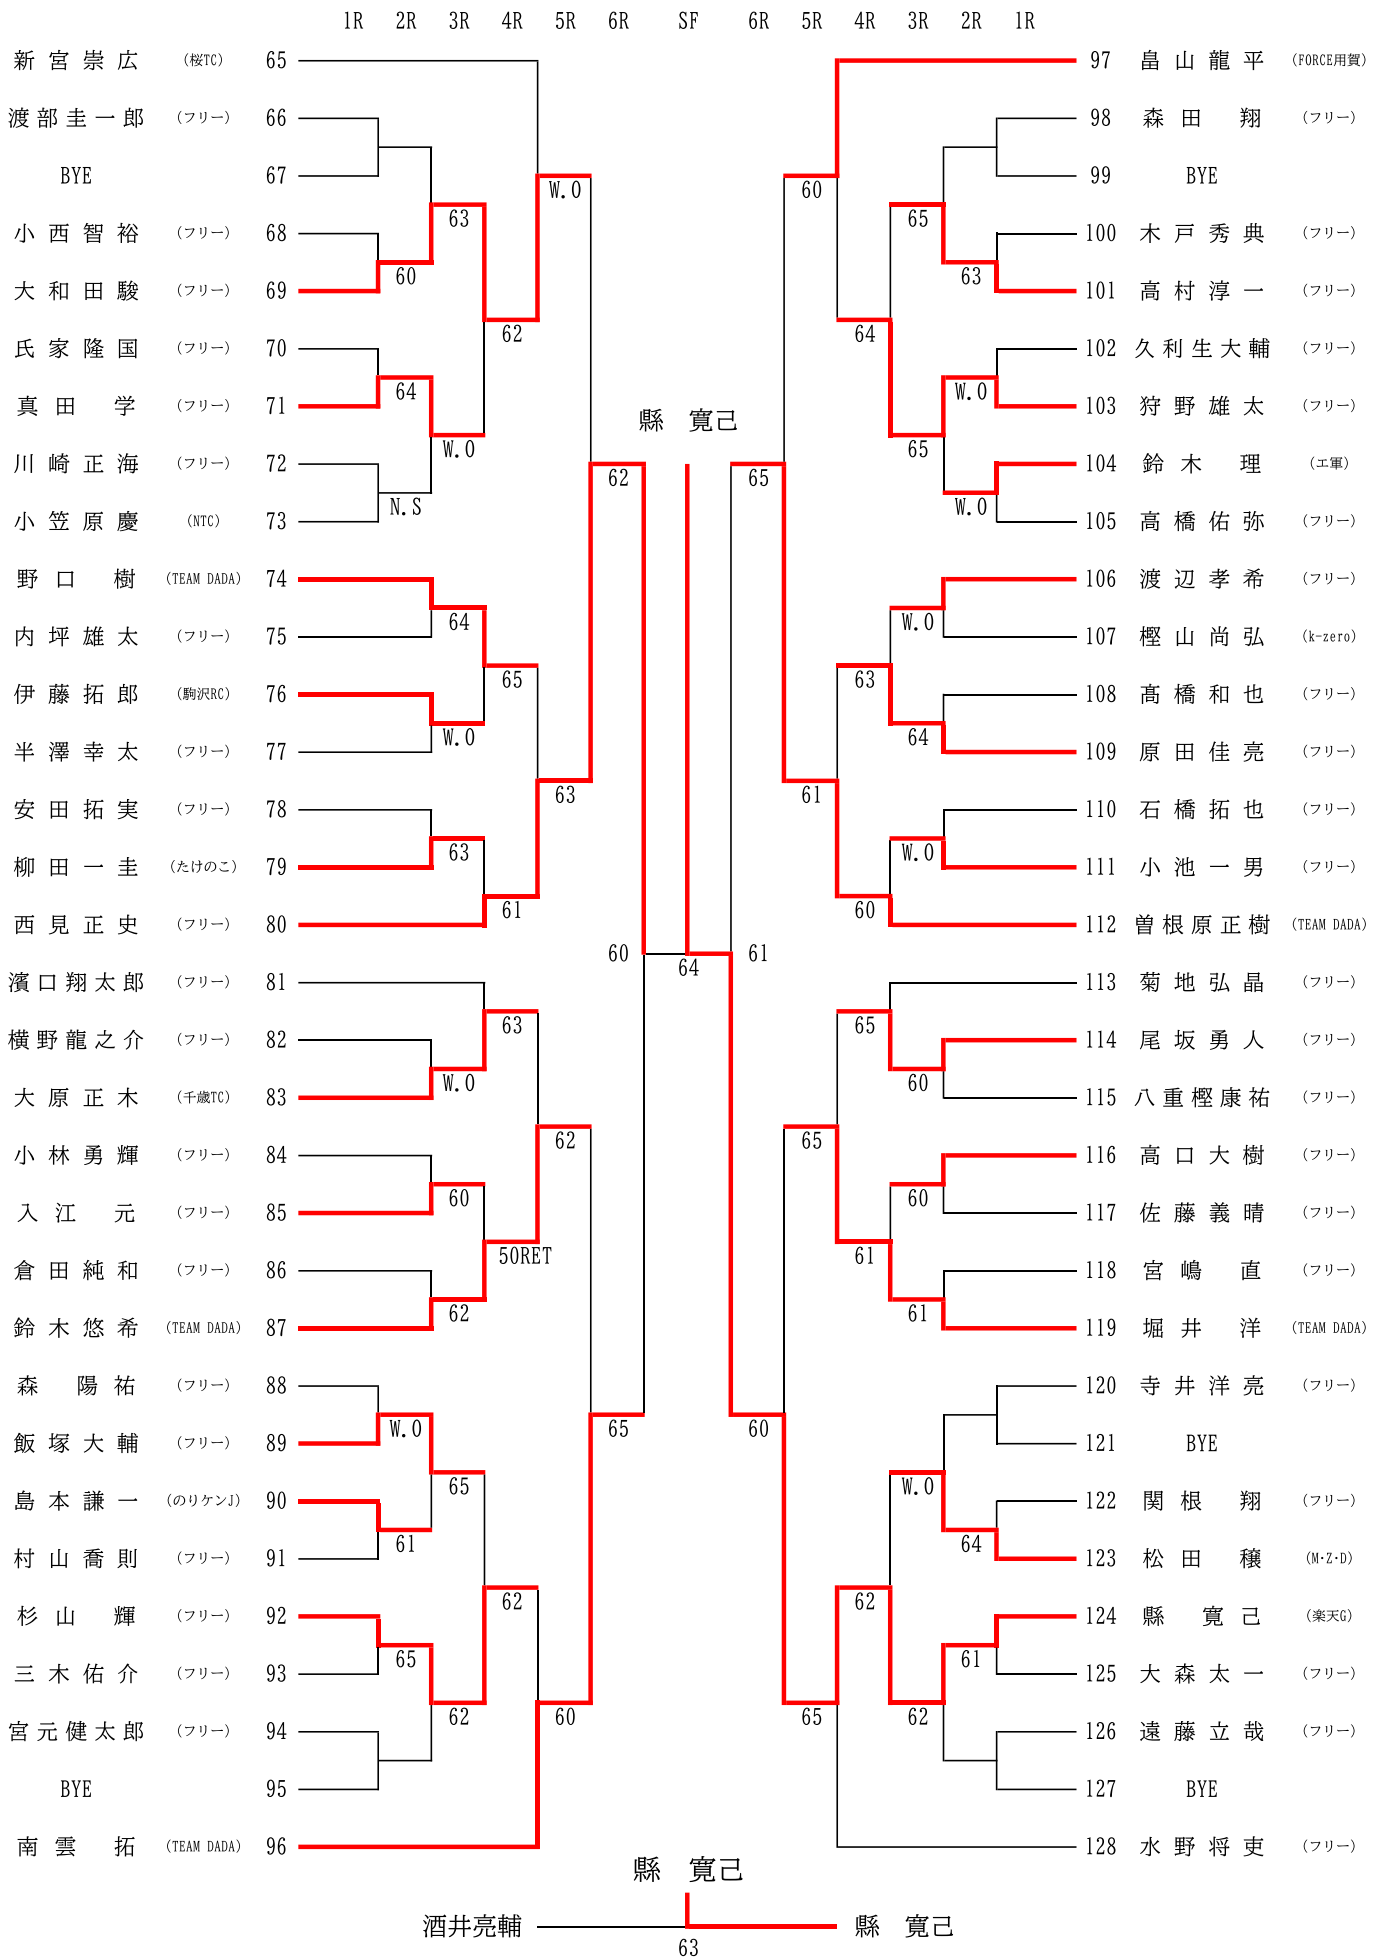 1R 2R 3R 4R 5R 6R SF 6R 5R 4R 3R 2R 1R
新宮崇広 (桜TC) 65 97 畠山龍平 (FORCE用賀)
渡部圭一郎 (フリー) 66 98 森田 翔 (フリー)
BYE 67 W.O 60 99 BYE
63 65
小西智裕 (フリー) 68 100 木戸秀典 (フリー)
60 63
大和田駿 (フリー) 69 101 高村淳一 (フリー)
62 64
氏家隆国 (フリー) 70 102 久利生大輔 (フリー)
64 W.O
真田 学 (フリー) 71 103 狩野雄太 (フリー)
縣 寛己
W.O 65
川崎正海 (フリー) 72 104 鈴木 理 (エ軍)
62 65
N.S W.O
小笠原慶 (NTC) 73 105 高橋佑弥 (フリー)
野口 樹 (TEAM DADA) 74 106 渡辺孝希 (フリー)
64 W.O
内坪雄太 (フリー) 75 107 樫山尚弘 (k-zero)
65 63
伊藤拓郎 (駒沢RC) 76 108 髙橋和也 (フリー)
W.O 64
半澤幸太 (フリー) 77 109 原田佳亮 (フリー)
63 61
安田拓実 (フリー) 78 110 石橋拓也 (フリー)
63 W.O
柳田一圭 (たけのこ) 79 111 小池一男 (フリー)
61 60
西見正史 (フリー) 80 112 曽根原正樹 (TEAM DADA)
60 64 61
濱口翔太郎 (フリー) 81 113 菊地弘晶 (フリー)
63 65
横野龍之介 (フリー) 82 114 尾坂勇人 (フリー)
W.O 60
大原正木 (千歳TC) 83 115 八重樫康祐 (フリー)
62 65
小林勇輝 (フリー) 84 116 高口大樹 (フリー)
60 60
入江 元 (フリー) 85 117 佐藤義晴 (フリー)
50RET 61
倉田純和 (フリー) 86 118 宮嶋 直 (フリー)
62 61
鈴木悠希 (TEAM DADA) 87 119 堀井 洋 (TEAM DADA)
森 陽祐 (フリー) 88 120 寺井洋亮 (フリー)
W.O 65 60
飯塚大輔 (フリー) 89 121 BYE
65 W.O
島本謙一 (のりケンJ) 90 122 関根 翔 (フリー)
61 64
村山喬則 (フリー) 91 123 松田 穣 (M・Z・D)
62 62
杉山 輝 (フリー) 92 124 縣 寛己 (楽天G)
65 61
三木佑介 (フリー) 93 125 大森太一 (フリー)
62 60 65 62
宮元健太郎 (フリー) 94 126 遠藤立哉 (フリー)
BYE 95 127 BYE
南雲 拓 (TEAM DADA) 96 128 水野将吏 (フリー)
縣 寛己
酒井亮輔 縣 寛己
63